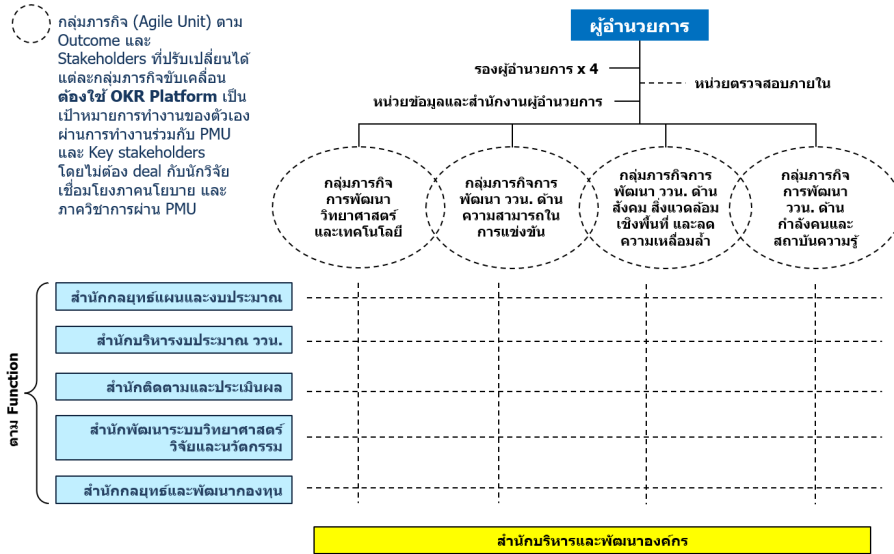 กลุ่มภารกิจ (Agile Unit) ตาม
Outcome และ
Stakeholders ที่ปรับเปลี่ยนได้
แต่ละกลุ่มภารกิจขับเคลื่อน
ต้องใช้ OKR Platform เป็น
เป้าหมายการทำงานของตัวเอง
ผ่านการทำงานร่วมกับ PMU
และ Key stakeholders
โดยไม่ต้อง deal กับนักวิจัย
เชื่อมโยงภาคนโยบาย และ
ภาควิชาการผ่าน PMU
ผู้อำนวยการ
รองผู้อำนวยการ x 4
หน่วยตรวจสอบภายใน
หน่วยข้อมูลและสำนักงานผู้อำนวยการ
กลุ่มภารกิจ
การพัฒนา
วิทยาศาสตร์
และเทคโนโลยี
กลุ่มภารกิจการ
พัฒนา ววน. ด้าน
ความสามารถใน
การแข่งขัน
กลุ่มภารกิจการ
พัฒนา ววน. ด้าน
สังคม สิ่งแวดล้อม
เชิงพื้นที่ และลด
ความเหลื่อมล้ำ
กลุ่มภารกิจ
การพัฒนา
ววน. ด้าน
กำลังคนและ
สถาบันความรู้
ตาม Function
สำนักกลยุทธ์แผนและงบประมาณ
สำนักบริหารงบประมาณ ววน.
สำนักติดตามและประเมินผล
สำนักพัฒนาระบบวิทยาศาสตร์
วิจัยและนวัตกรรม
สำนักกลยุทธ์และพัฒนากองทุน
สำนักบริหารและพัฒนาองค์กร